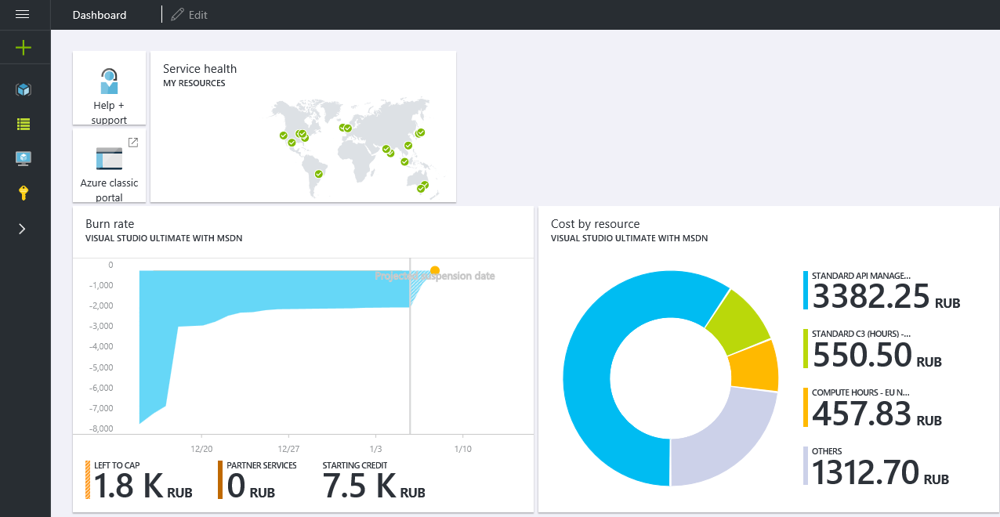 Dashboard
Edit
Help +
support
Service health
MY RESOURCES
Azure classic
portal
Burn rate
VISUAL STUDIO ULTIMATE WITH MSDN
0
-1,000
-2,000
-3,000
-4,000
-5,000
-6,000
-7,000
-8,000
Projected suspension date
12/20
12/27
1/3
1/10
LEFT TO CAP
1.8 K RUB
PARTNER SERVICES
0 RUB
STARTING CREDIT
7.5 K RUB
Cost by resource
VISUAL STUDIO ULTIMATE WITH MSDN
STANDARD API MANAGE...
3382.25 RUB
STANDARD C3 (HOURS) -...
550.50 RUB
COMPUTE HOURS - EU N...
457.83 RUB
OTHERS
1312.70 RUB